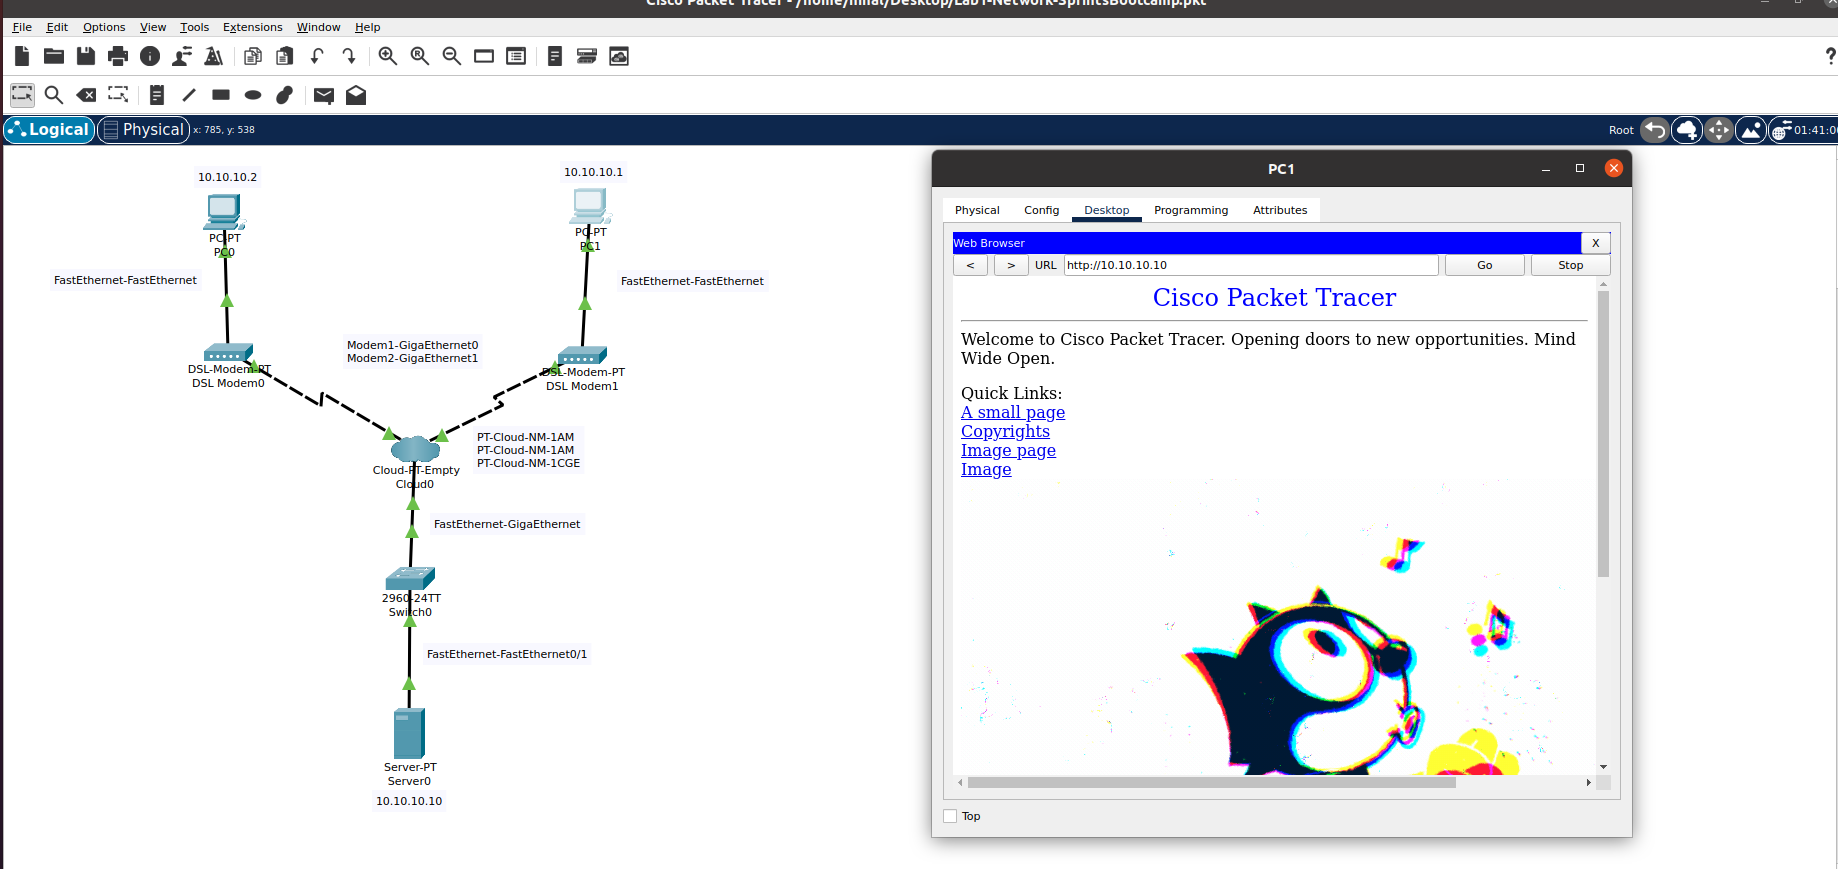 Cisco Packet Tracer - /home/minat/Desktop/Lab1-Network-SprintsBootcamp.pkt
File Edit Options View Tools Extensions Window Help
?
Logical Physical x: 785, y: 538 Root 01:41:0
10.10.10.2
PC-PT
PC0
10.10.10.1
PC-PT
PC1
FastEthernet-FastEthernet
FastEthernet-FastEthernet
Modem1-GigaEthernet0
Modem2-GigaEthernet1
DSL-Modem-PT
DSL Modem0
DSL-Modem-PT
DSL Modem1
PT-Cloud-NM-1AM
PT-Cloud-NM-1AM
PT-Cloud-NM-1CGE
Cloud-PT-Empty
Cloud0
FastEthernet-GigaEthernet
2960-24TT
Switch0
FastEthernet-FastEthernet0/1
Server-PT
Server0
10.10.10.10
PC1
Physical Config Desktop Programming Attributes
Web Browser X
< > URL http://10.10.10.10 Go Stop
Cisco Packet Tracer
Welcome to Cisco Packet Tracer. Opening doors to new opportunities. Mind
Wide Open.
Quick Links:
A small page
Copyrights
Image page
Image
Top